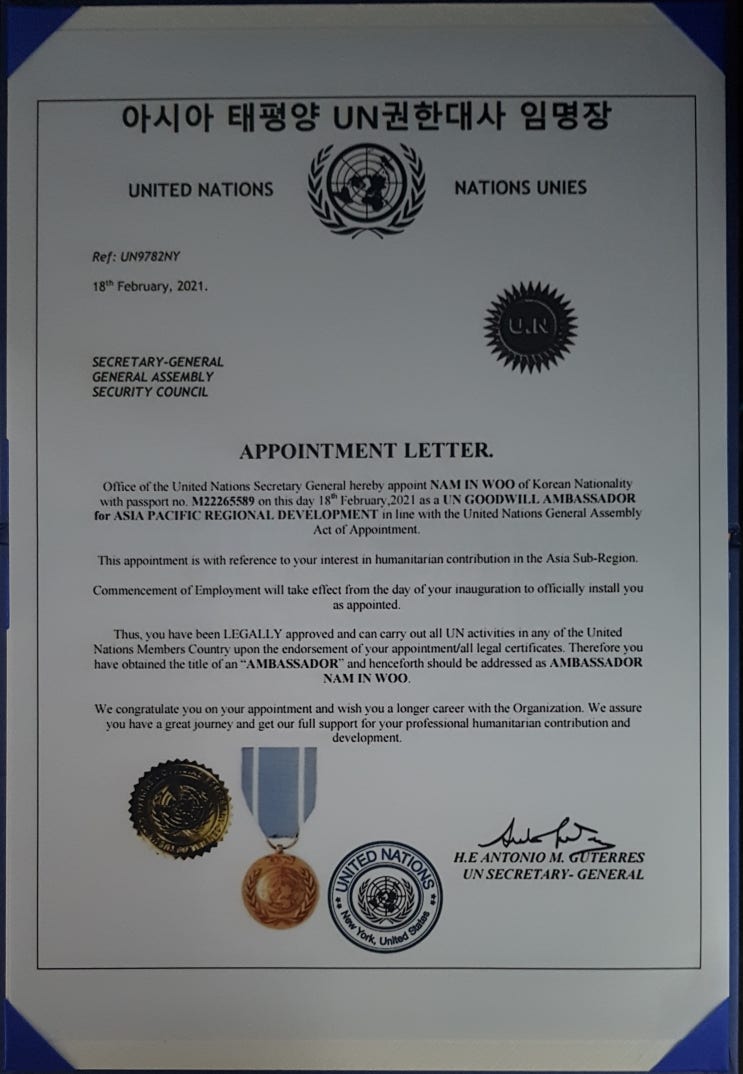 아시아 태평양 UN권한대사 임명장
UNITED NATIONS
NATIONS UNIES
Ref: UN9782NY
18th February, 2021.
U.N
SECRETARY-GENERAL
GENERAL ASSEMBLY
SECURITY COUNCIL
APPOINTMENT LETTER.
Office of the United Nations Secretary General hereby appoint NAM IN WOO of Korean Nationality
with passport no. M22265589 on this day 18th February,2021 as a UN GOODWILL AMBASSADOR
for ASIA PACIFIC REGIONAL DEVELOPMENT in line with the United Nations General Assembly
Act of Appointment.
This appointment is with reference to your interest in humanitarian contribution in the Asia Sub-Region.
Commencement of Employment will take effect from the day of your inauguration to officially install you
as appointed.
Thus, you have been LEGALLY approved and can carry out all UN activities in any of the United
Nations Members Country upon the endorsement of your appointment/all legal certificates. Therefore you
have obtained the title of an “AMBASSADOR” and henceforth should be addressed as AMBASSADOR
NAM IN WOO.
We congratulate you on your appointment and wish you a longer career with the Organization. We assure
you have a great journey and get our full support for your professional humanitarian contribution and
development.
H.E ANTONIO M. GUTERRES
UN SECRETARY- GENERAL
UNITED NATIONS
New York, United States